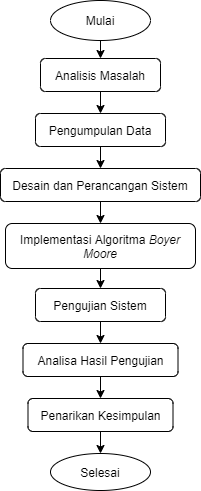 Mulai
Analisis Masalah
Pengumpulan Data
Desain dan Perancangan Sistem
Implementasi Algoritma Boyer
Moore
Pengujian Sistem
Analisa Hasil Pengujian
Penarikan Kesimpulan
Selesai